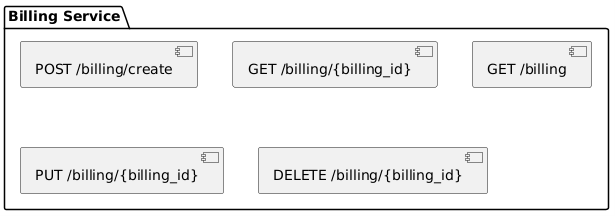 Billing Service
POST /billing/create
GET /billing/{billing_id}
GET /billing
PUT /billing/{billing_id}
DELETE /billing/{billing_id}